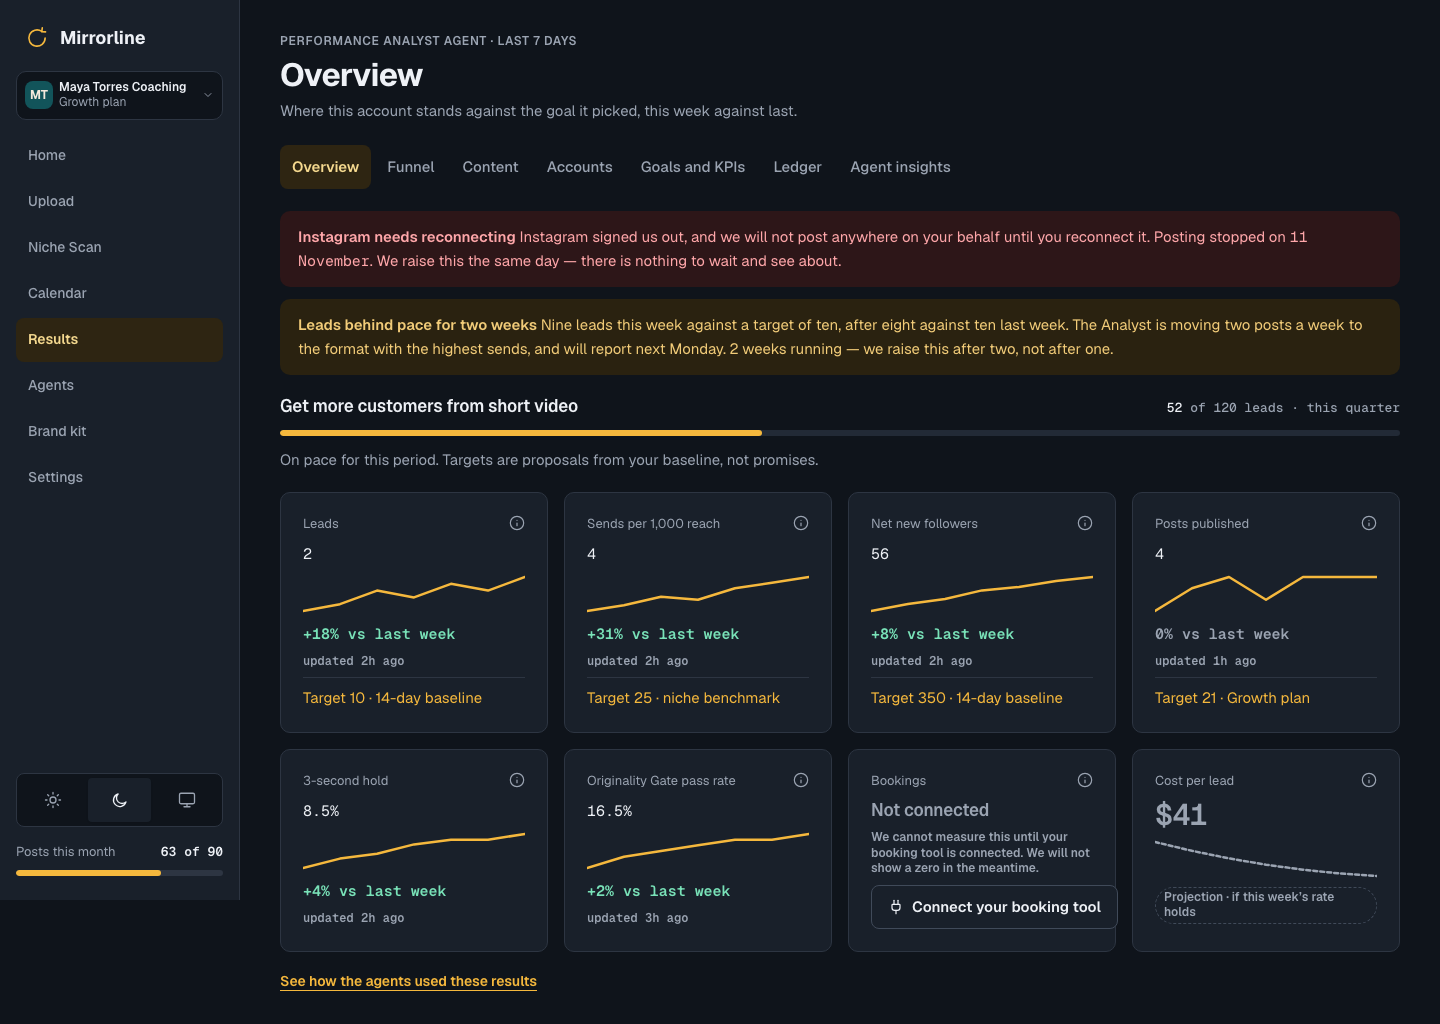 Mirrorline
MT
Maya Torres Coaching
Growth plan
Home
Upload
Niche Scan
Calendar
Results
Agents
Brand kit
Settings
Posts this month 63 of 90
PERFORMANCE ANALYST AGENT · LAST 7 DAYS
Overview
Where this account stands against the goal it picked, this week against last.
Overview Funnel Content Accounts Goals and KPIs Ledger Agent insights
Instagram needs reconnecting Instagram signed us out, and we will not post anywhere on your behalf until you reconnect it. Posting stopped on 11
November. We raise this the same day — there is nothing to wait and see about.
Leads behind pace for two weeks Nine leads this week against a target of ten, after eight against ten last week. The Analyst is moving two posts a week to
the format with the highest sends, and will report next Monday. 2 weeks running — we raise this after two, not after one.
Get more customers from short video
52 of 120 leads · this quarter
On pace for this period. Targets are proposals from your baseline, not promises.
Leads
2
+18% vs last week
updated 2h ago
Target 10 · 14-day baseline
Sends per 1,000 reach
4
+31% vs last week
updated 2h ago
Target 25 · niche benchmark
Net new followers
56
+8% vs last week
updated 2h ago
Target 350 · 14-day baseline
Posts published
4
0% vs last week
updated 1h ago
Target 21 · Growth plan
3-second hold
8.5%
+4% vs last week
updated 2h ago
Originality Gate pass rate
16.5%
+2% vs last week
updated 3h ago
Bookings
Not connected
We cannot measure this until your
booking tool is connected. We will not
show a zero in the meantime.
Connect your booking tool
Cost per lead
$41
Projection · if this week's rate
holds
See how the agents used these results